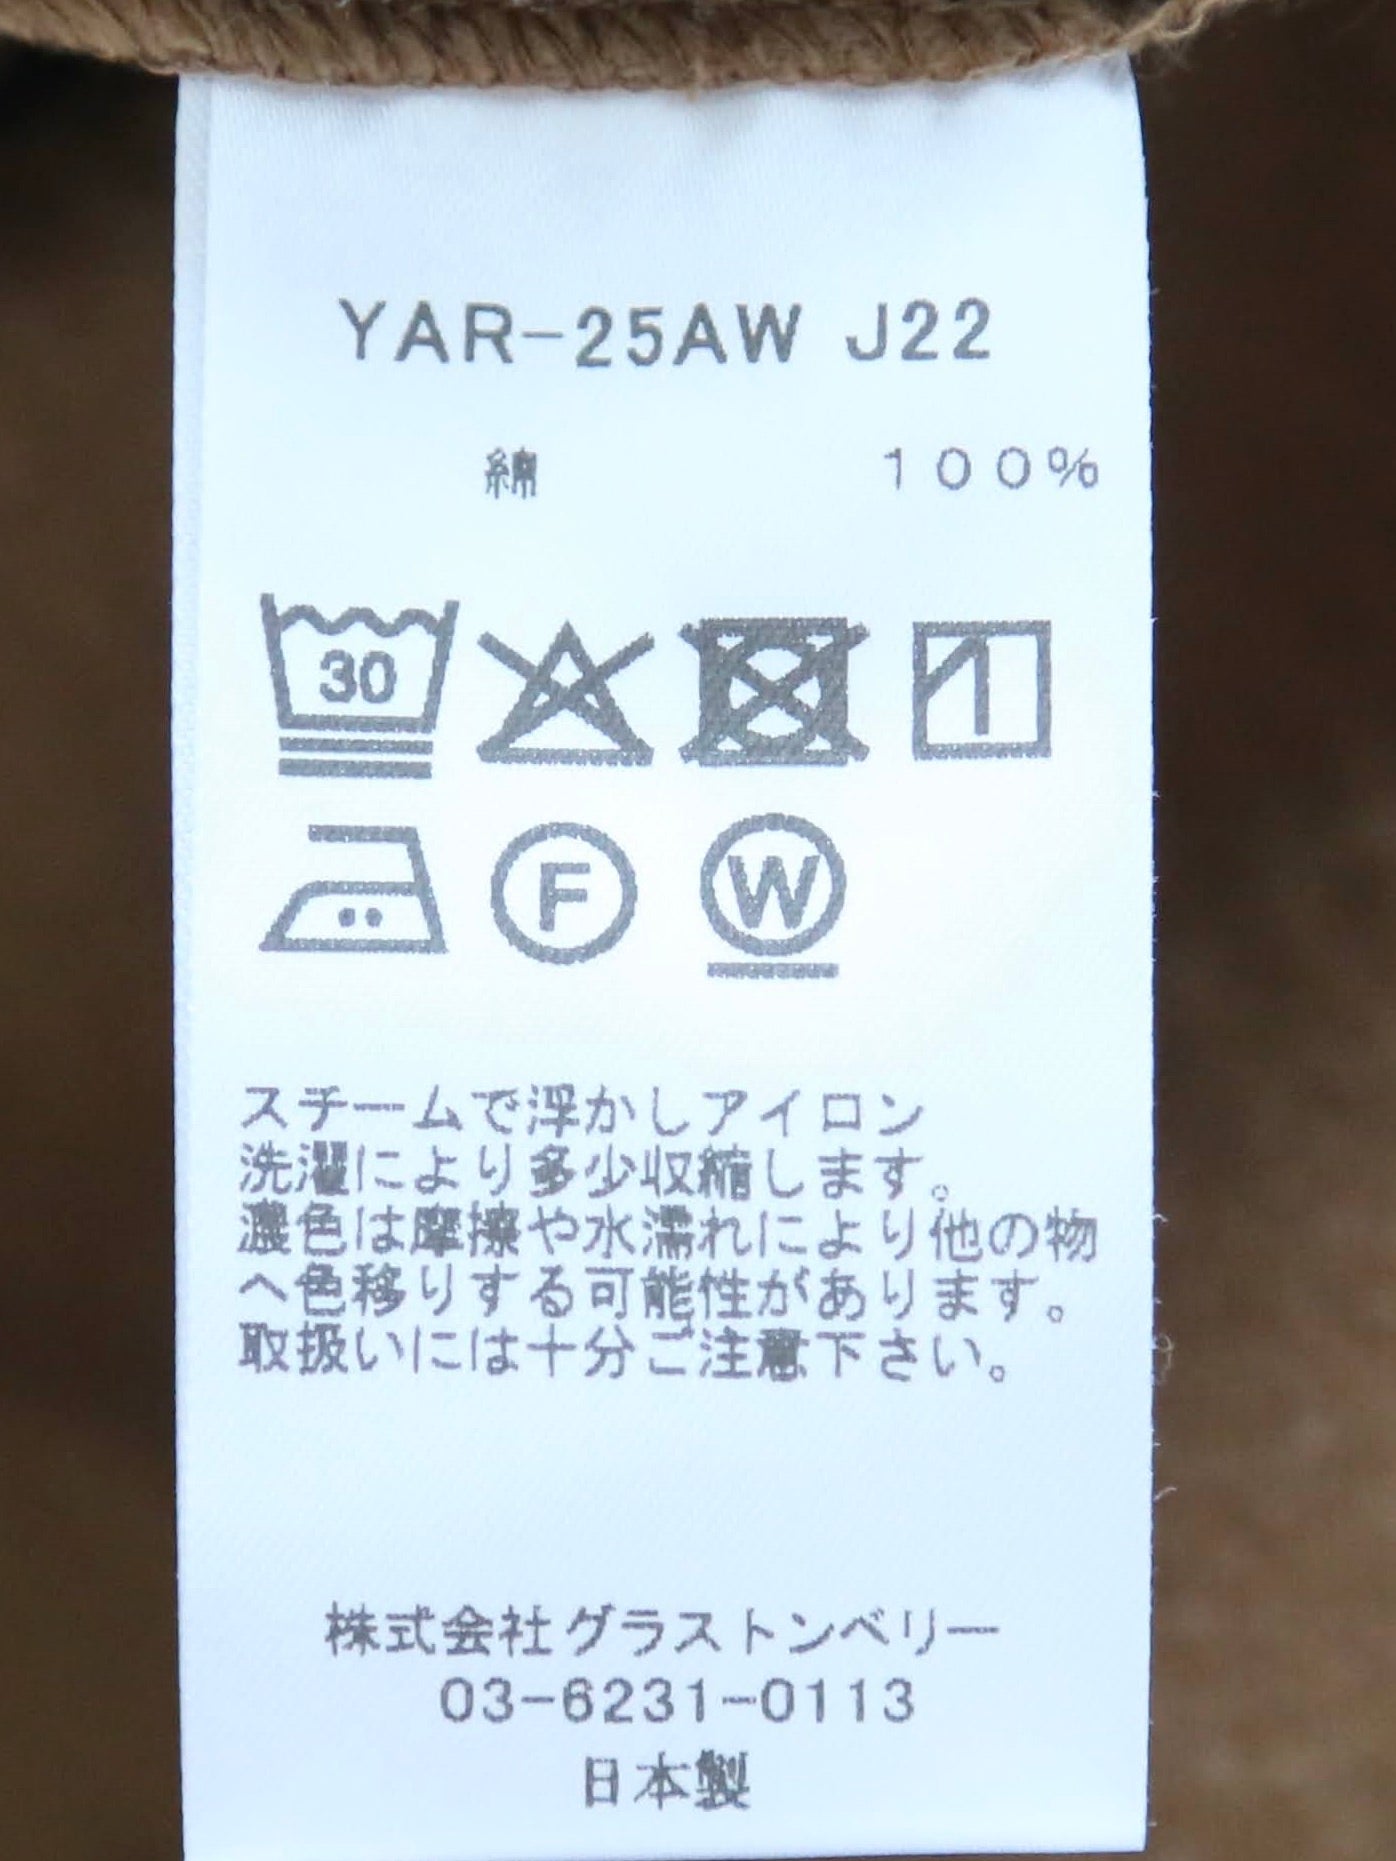 YAR-25AW J22
綿 100%
30
F W
スチームで浮かしアイロン
洗濯により多少収縮します。
濃色は摩擦や水濡れにより他の物
へ色移りする可能性があります。
取扱いには十分ご注意下さい。
株式会社グラストンベリー
03-6231-0113
日本製